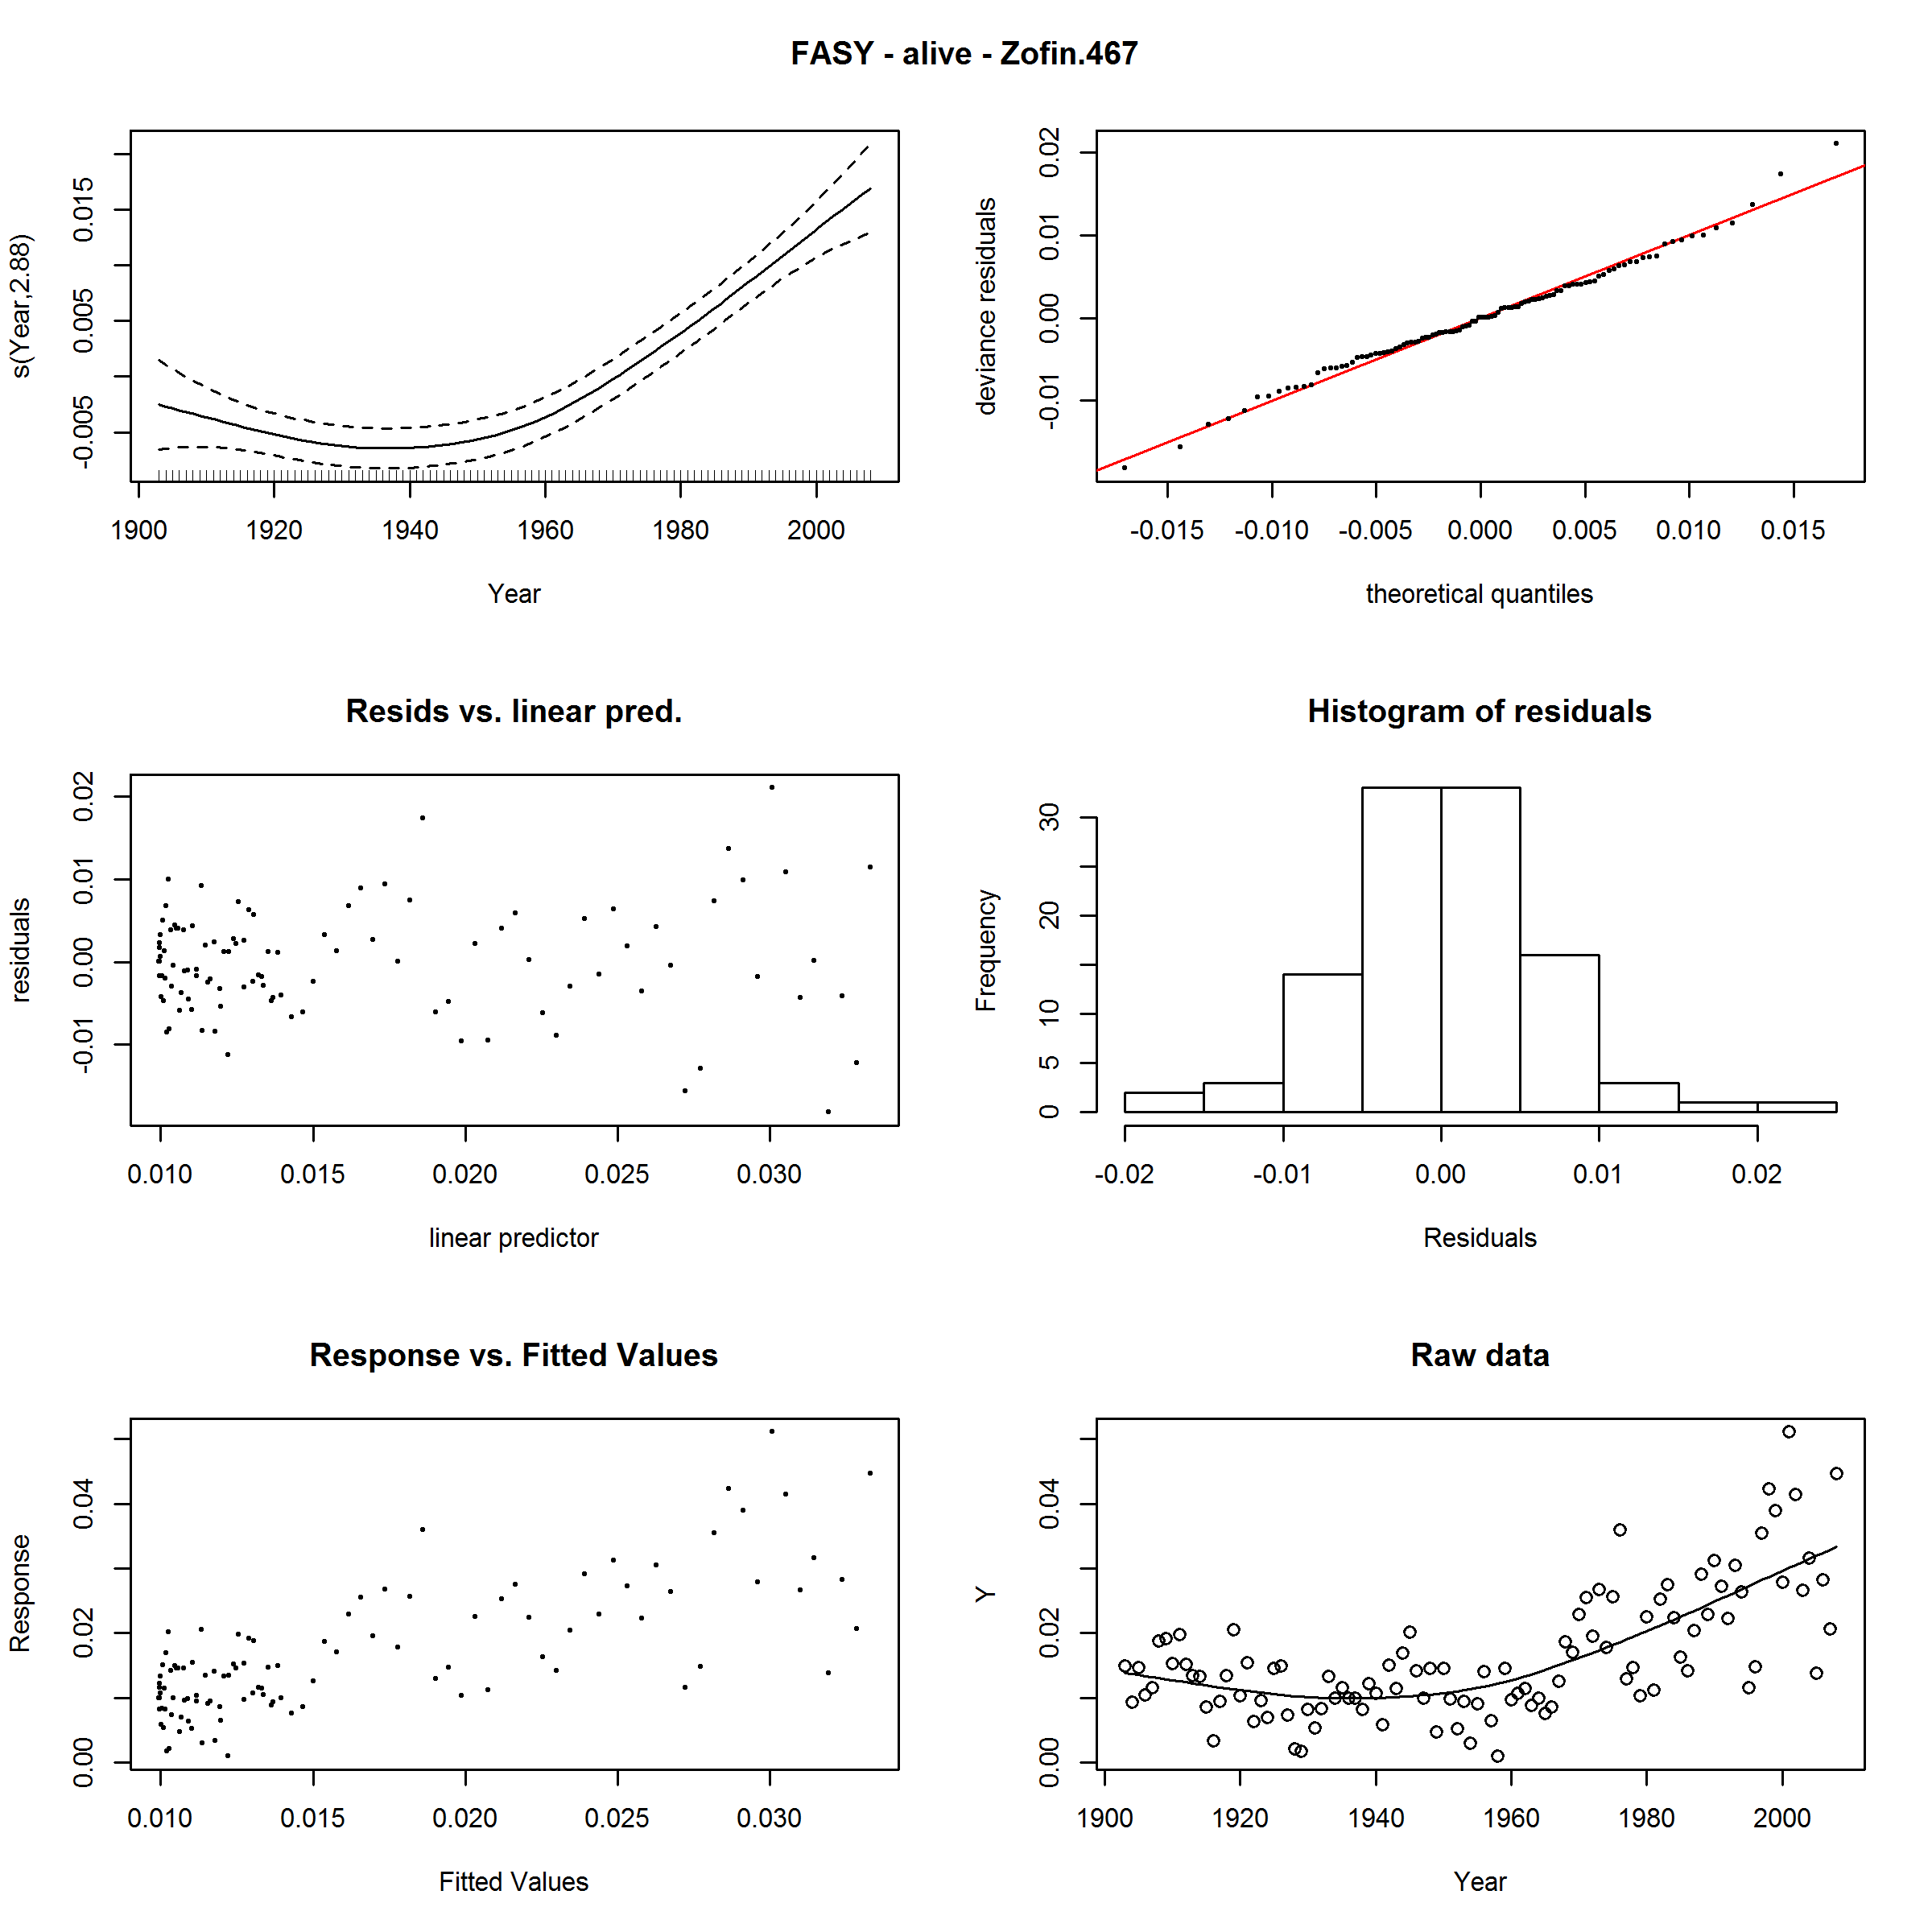 FASY - alive - Zofin.467
s(Year,2.88)
-0.005 0.005 0.015
1900 1920 1940 1960 1980 2000
Year
deviance residuals
-0.01 0.00 0.01 0.02
-0.015 -0.010 -0.005 0.000 0.005 0.010 0.015
theoretical quantiles
Resids vs. linear pred.
residuals
-0.01 0.00 0.01 0.02
0.010 0.015 0.020 0.025 0.030
linear predictor
Histogram of residuals
Frequency
0 5 10 20 30
-0.02 -0.01 0.00 0.01 0.02
Residuals
Response vs. Fitted Values
Response
0.00 0.02 0.04
0.010 0.015 0.020 0.025 0.030
Fitted Values
Raw data
Y
0.00 0.02 0.04
1900 1920 1940 1960 1980 2000
Year